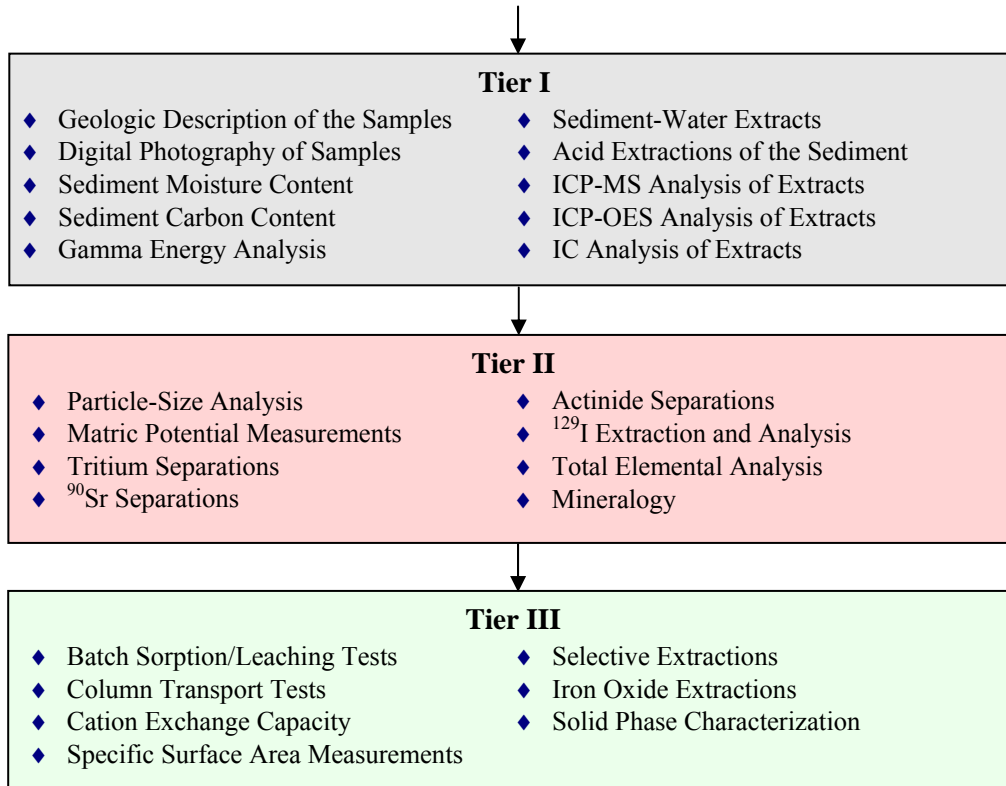 Tier I
♦ Geologic Description of the Samples
♦ Digital Photography of Samples
♦ Sediment Moisture Content
♦ Sediment Carbon Content
♦ Gamma Energy Analysis
♦ Sediment-Water Extracts
♦ Acid Extractions of the Sediment
♦ ICP-MS Analysis of Extracts
♦ ICP-OES Analysis of Extracts
♦ IC Analysis of Extracts
Tier II
♦ Particle-Size Analysis
♦ Matric Potential Measurements
♦ Tritium Separations
♦ ⁹⁰Sr Separations
♦ Actinide Separations
♦ ¹²⁹I Extraction and Analysis
♦ Total Elemental Analysis
♦ Mineralogy
Tier III
♦ Batch Sorption/Leaching Tests
♦ Column Transport Tests
♦ Cation Exchange Capacity
♦ Specific Surface Area Measurements
♦ Selective Extractions
♦ Iron Oxide Extractions
♦ Solid Phase Characterization